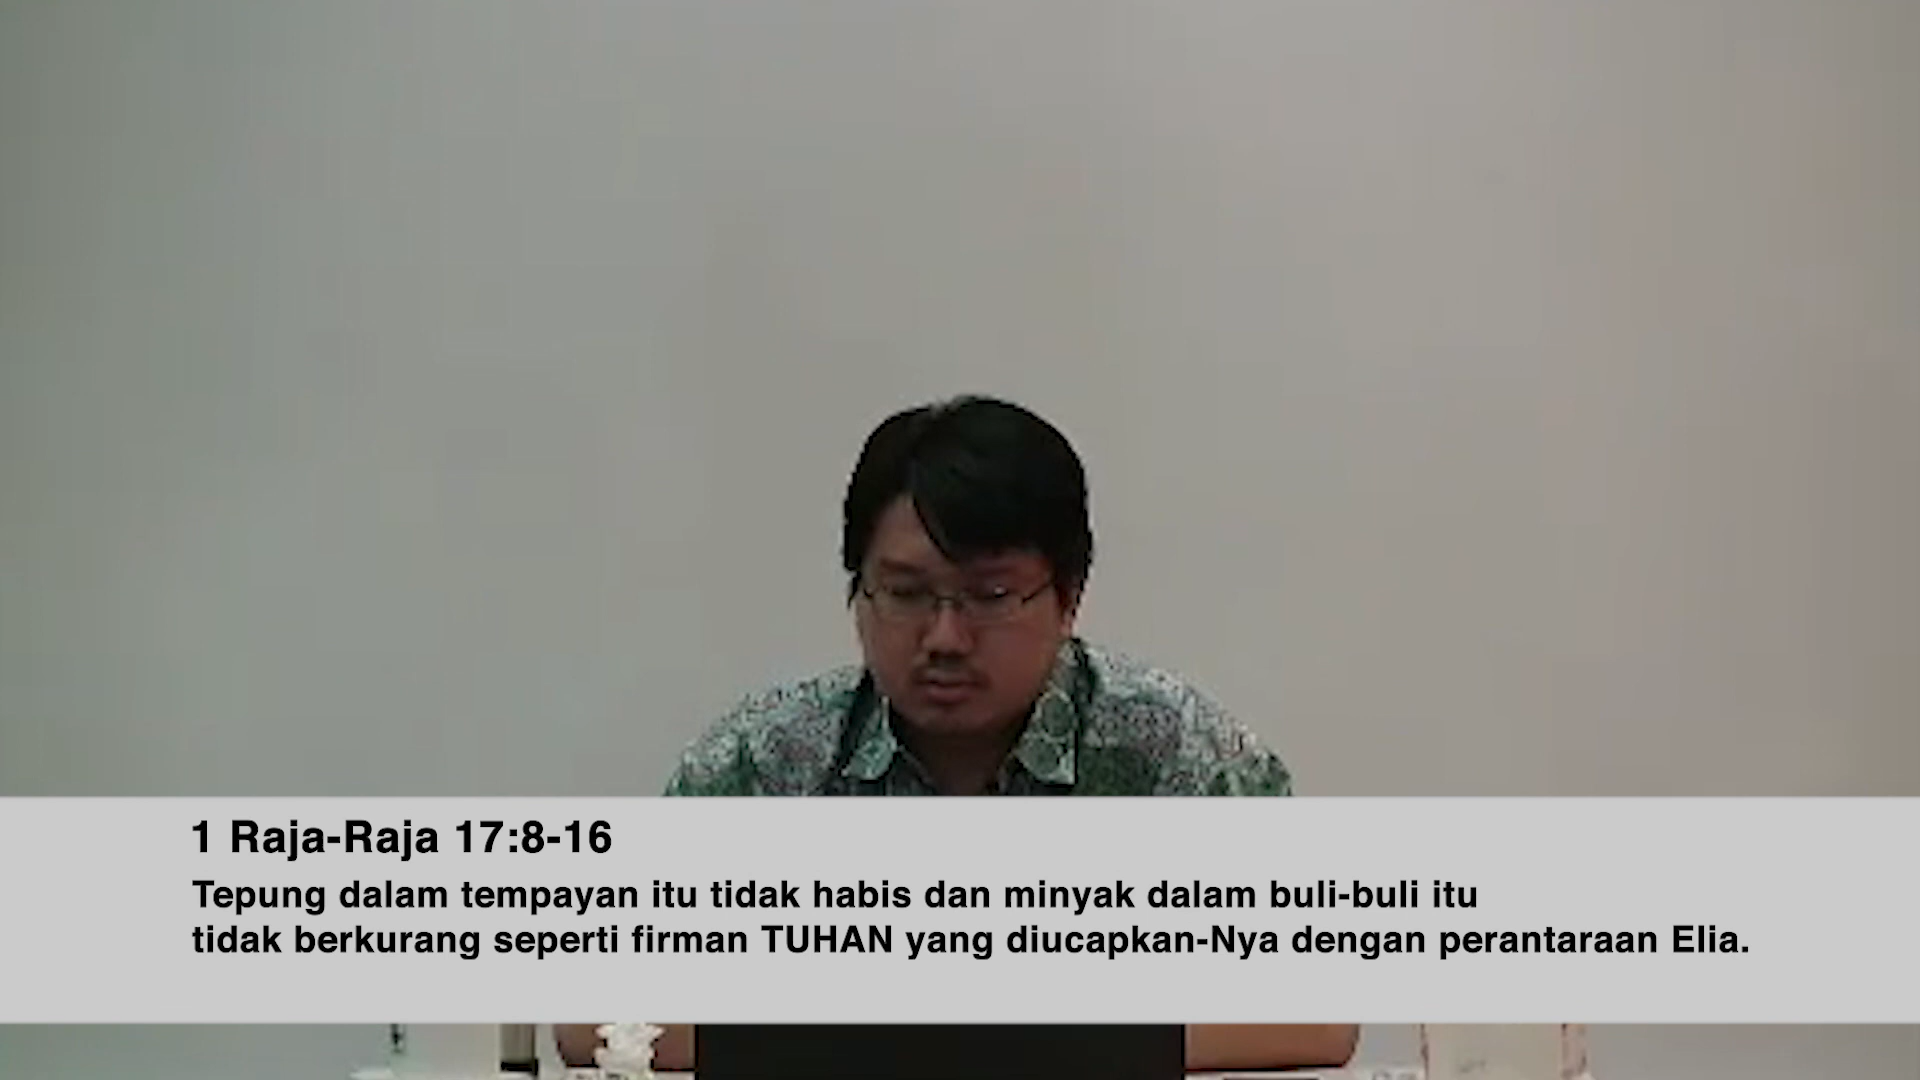 1 Raja-Raja 17:8-16
Tepung dalam tempayan itu tidak habis dan minyak dalam buli-buli itu
tidak berkurang seperti firman TUHAN yang diucapkan-Nya dengan perantaraan Elia.